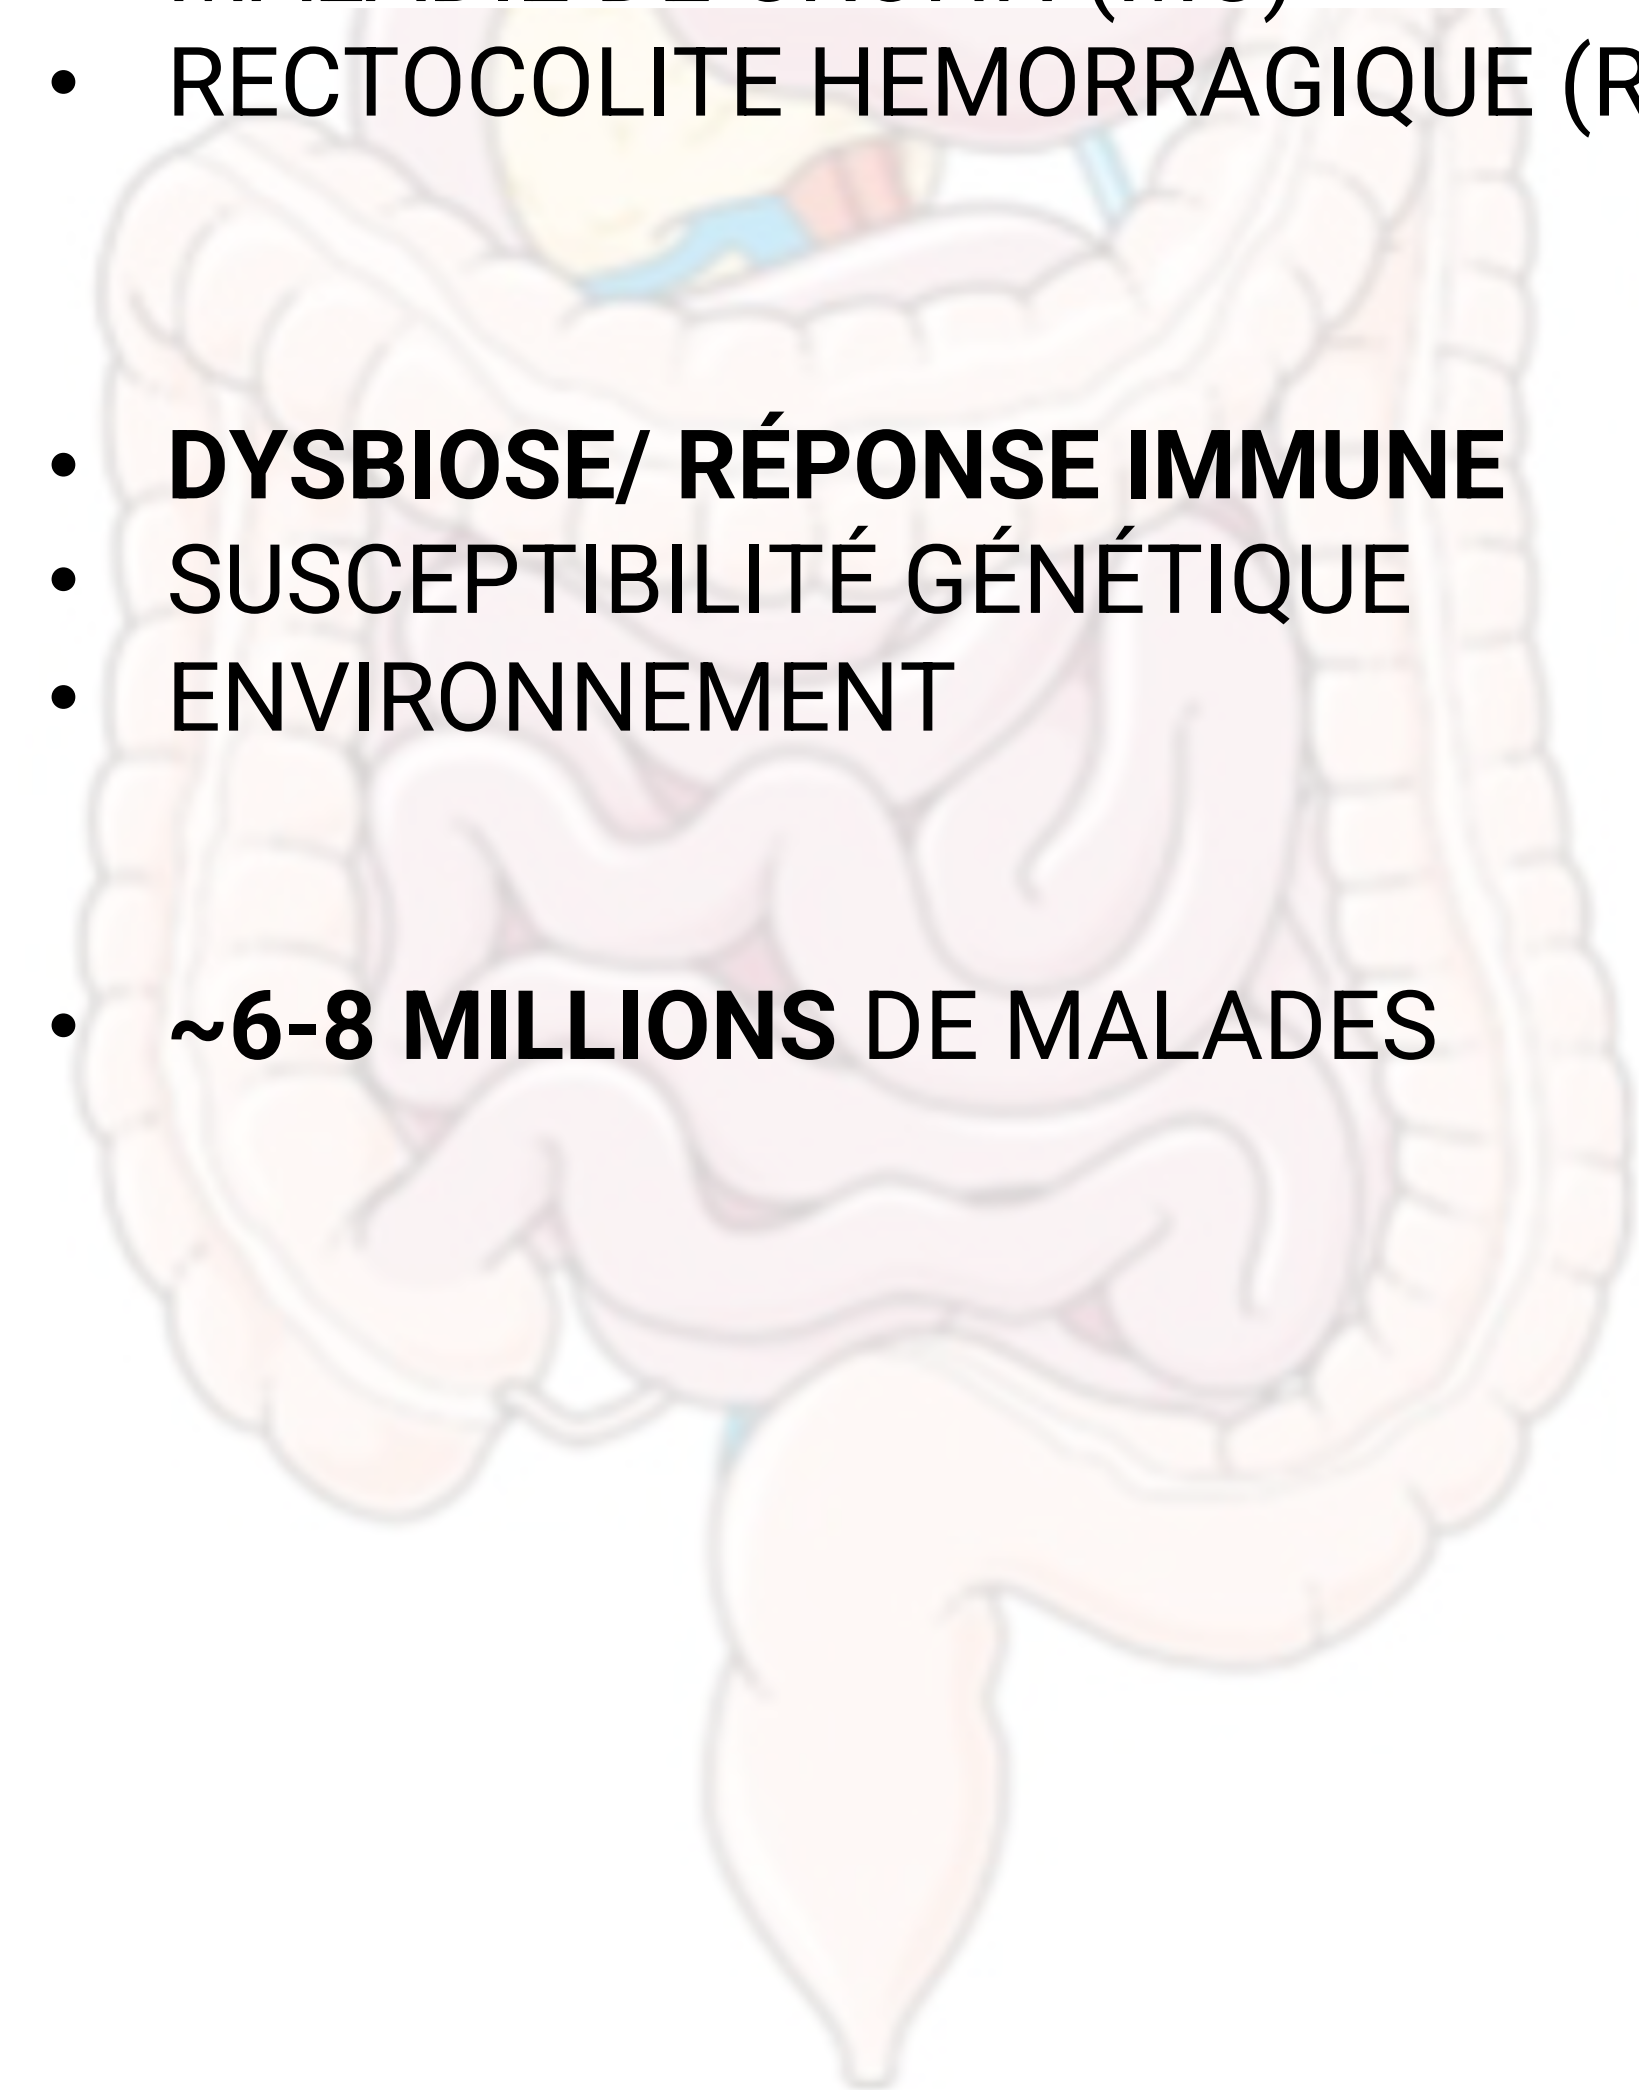 • RECTOCOLITE HEMORRAGIQUE (R
• DYSBIOSE/ RÉPONSE IMMUNE
• SUSCEPTIBILITÉ GÉNÉTIQUE
• ENVIRONNEMENT
• ~6-8 MILLIONS DE MALADES